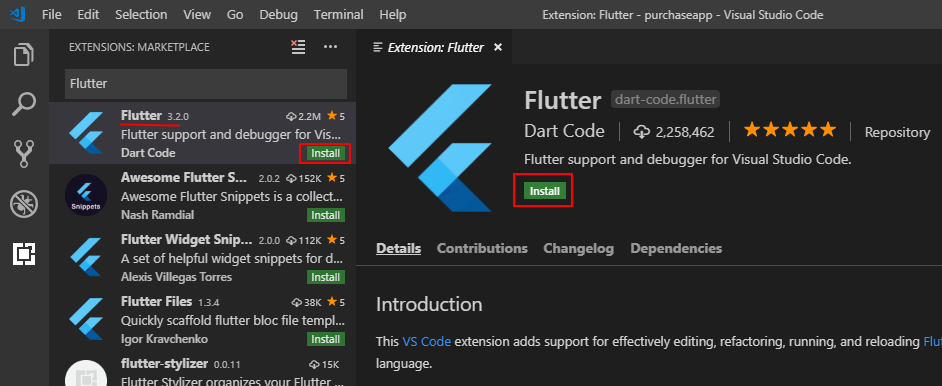 File Edit Selection View Go Debug Terminal Help Extension: Flutter - purchaseapp - Visual Studio Code
EXTENSIONS: MARKETPLACE
Flutter
Flutter 3.2.0 2.2M 5
Flutter support and debugger for Vis...
Dart Code Install
Awesome Flutter S... 2.0.2 152K 5
Awesome Flutter Snippets is a collect...
Nash Ramdial Install
Snippets
Flutter Widget Snip... 2.0.0 112K 5
A set of helpful widget snippets for d...
Alexis Villegas Torres Install
Flutter Files 1.3.4 38K 5
Quickly scaffold flutter bloc file templ...
Igor Kravchenko Install
flutter-stylizer 0.0.11 15K
Flutter Stylizer organizes your Flutter
Extension: Flutter
Flutter dart-code.flutter
Dart Code 2,258,462 Repository
Flutter support and debugger for Visual Studio Code.
Install
Details Contributions Changelog Dependencies
Introduction
This VS Code extension adds support for effectively editing, refactoring, running, and reloading Flu
language.